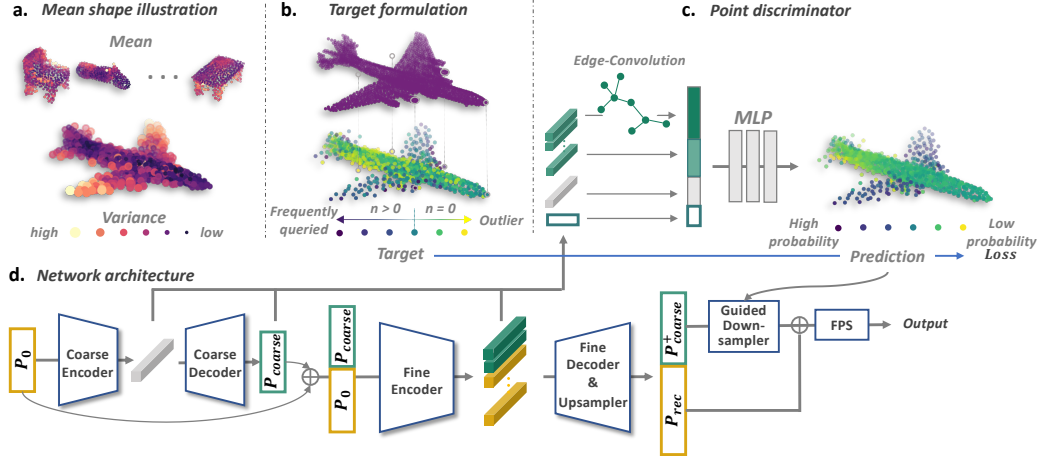 a. Mean shape illustration
Mean
Variance
high
low
b. Target formulation
Frequently
queried
n > 0
n = 0
Outlier
c. Point discriminator
Edge-Convolution
MLP
High
probability
Low
probability
Target
Prediction
Loss
d. Network architecture
P0
Coarse
Encoder
Coarse
Decoder
Pcoarse
Pcoarse
P0
Fine
Encoder
Fine
Decoder
&
Upsampler
P+coarse
Prec
Guided
Down-
sampler
FPS
Output